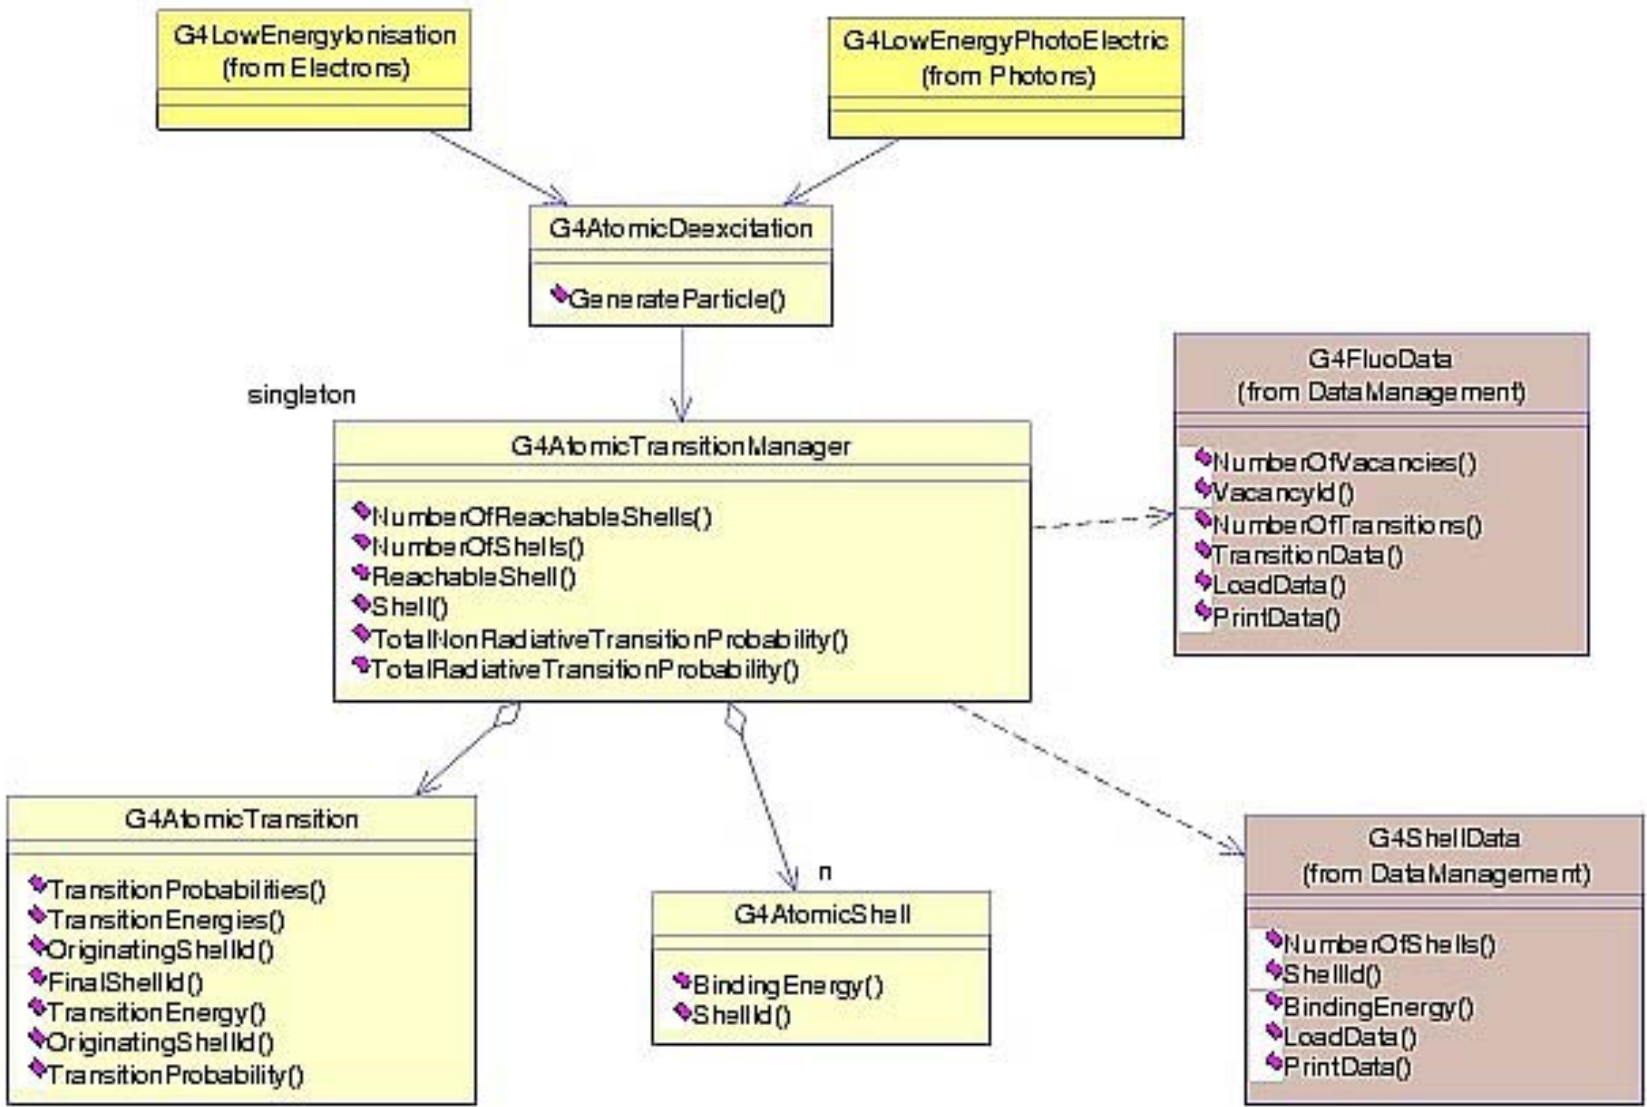 G4LowEnergyIonisation
(from Electrons)
G4LowEnergyPhotoElectric
(from Photons)
G4AtomicDeexcitation
GenerateParticle()
singleton
G4AtomicTransitionManager
NumberOfReachableShells()
NumberOfShells()
ReachableShell()
Shell()
TotalNonRadiativeTransitionProbability()
TotalRadiativeTransitionProbability()
G4FluoData
(from DataManagement)
NumberOfVacancies()
VacancyId()
NumberOfTransitions()
TransitionData()
LoadData()
PrintData()
G4AtomicTransition
TransitionProbabilities()
TransitionEnergies()
OriginatingShellId()
FinalShellId()
TransitionEnergy()
OriginatingShellId()
TransitionProbability()
n
G4AtomicShell
BindingEnergy()
ShellId()
G4ShellData
(from DataManagement)
NumberOfShells()
ShellId()
BindingEnergy()
LoadData()
PrintData()